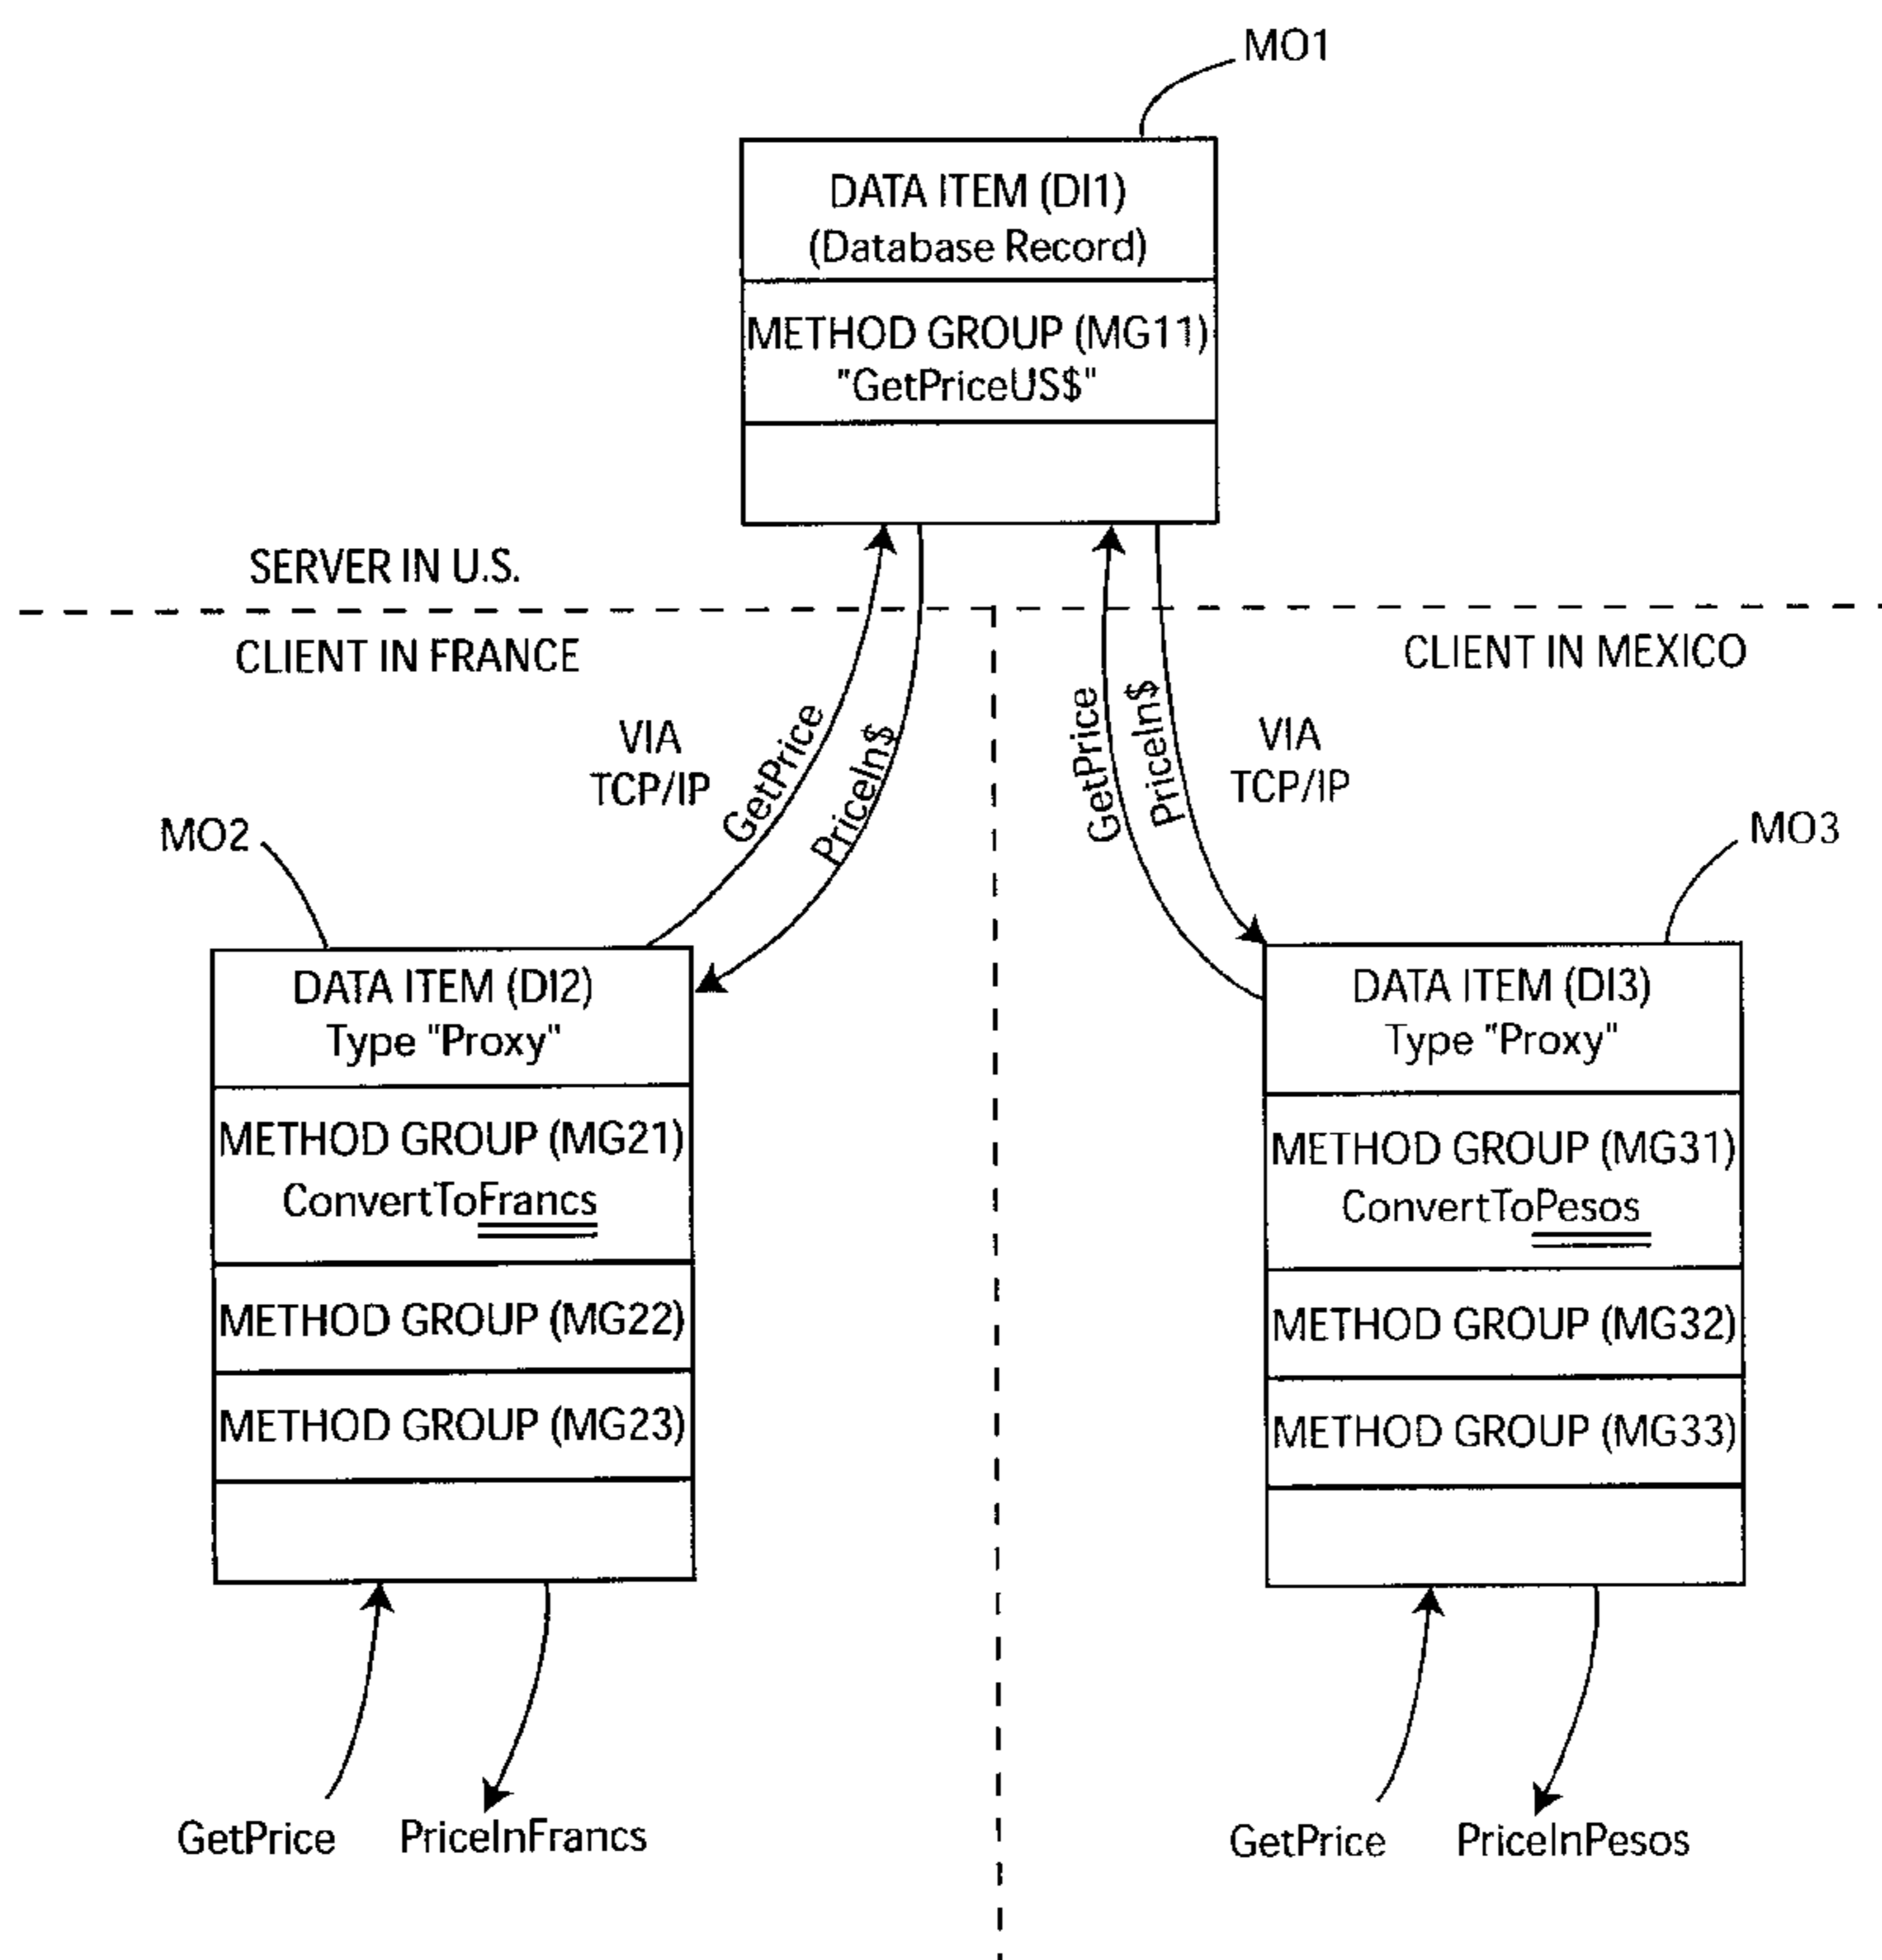 MO1
DATA ITEM (DI1)
(Database Record)
METHOD GROUP (MG11)
"GetPriceUS$"
SERVER IN U.S.
CLIENT IN FRANCE
CLIENT IN MEXICO
VIA
TCP/IP
GetPrice
PriceIn$
GetPrice
PriceIn$
VIA
TCP/IP
MO2
DATA ITEM (DI2)
Type "Proxy"
METHOD GROUP (MG21)
ConvertToFrancs
METHOD GROUP (MG22)
METHOD GROUP (MG23)
GetPrice
PriceInFrancs
MO3
DATA ITEM (DI3)
Type "Proxy"
METHOD GROUP (MG31)
ConvertToPesos
METHOD GROUP (MG32)
METHOD GROUP (MG33)
GetPrice
PriceInPesos